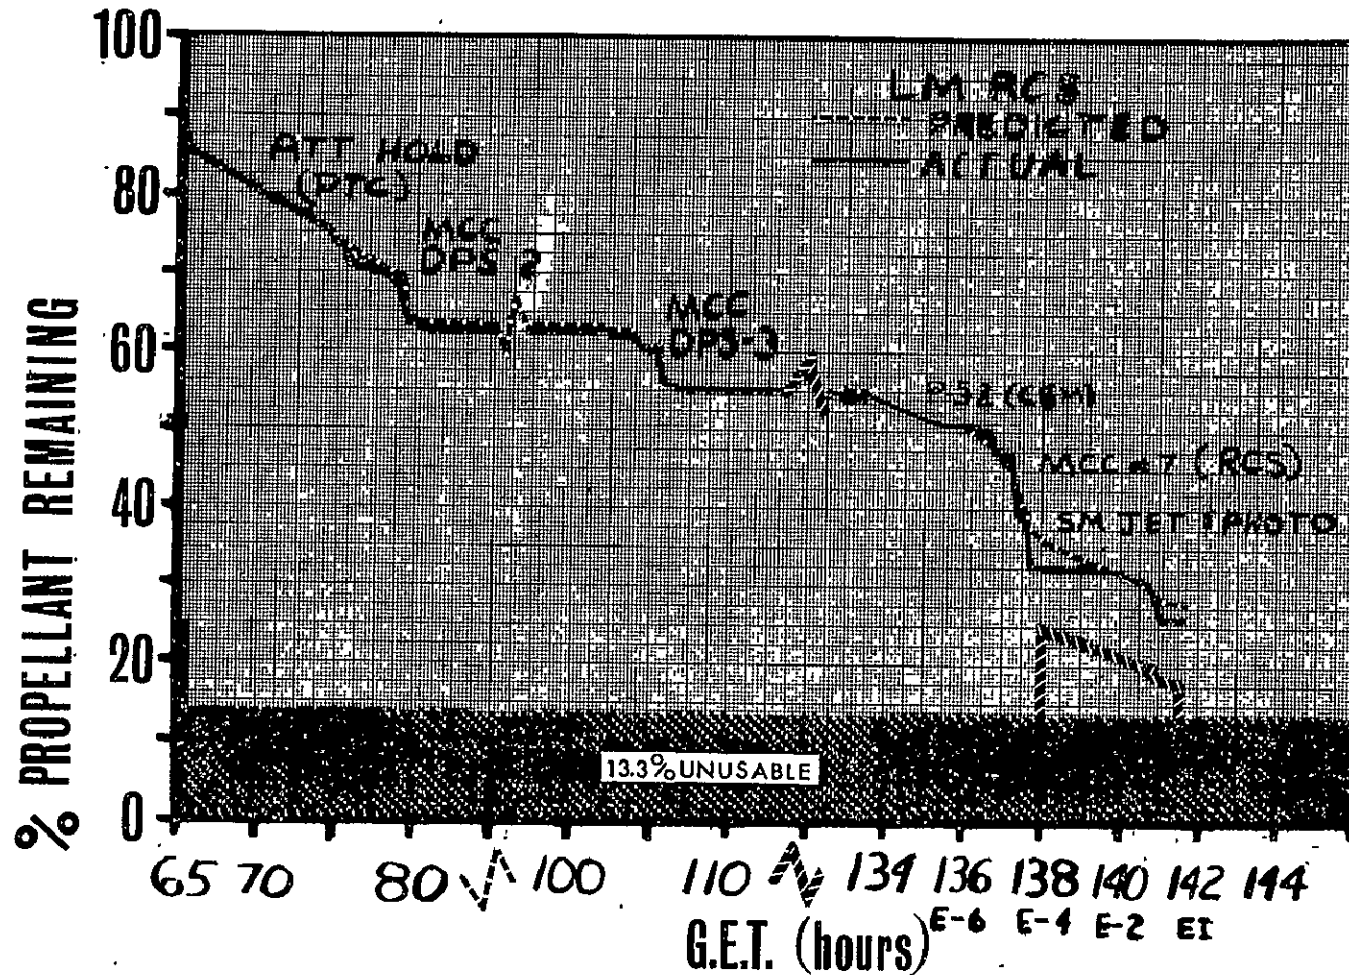 100
80
60
40
20
0
% PROPELLANT REMAINING
LM RCS
PREDICTED
ACTUAL
ATT HOLD
(PTC)
MCC
DPS 2
MCC
DPS-3
P-52 (CSM)
MCC #7 (RCS)
SM JET & PHOTO
13.3% UNUSABLE
65 70 80 100 110 134 136 138 140 142 144
E-6 E-4 E-2 EI
G.E.T. (hours)